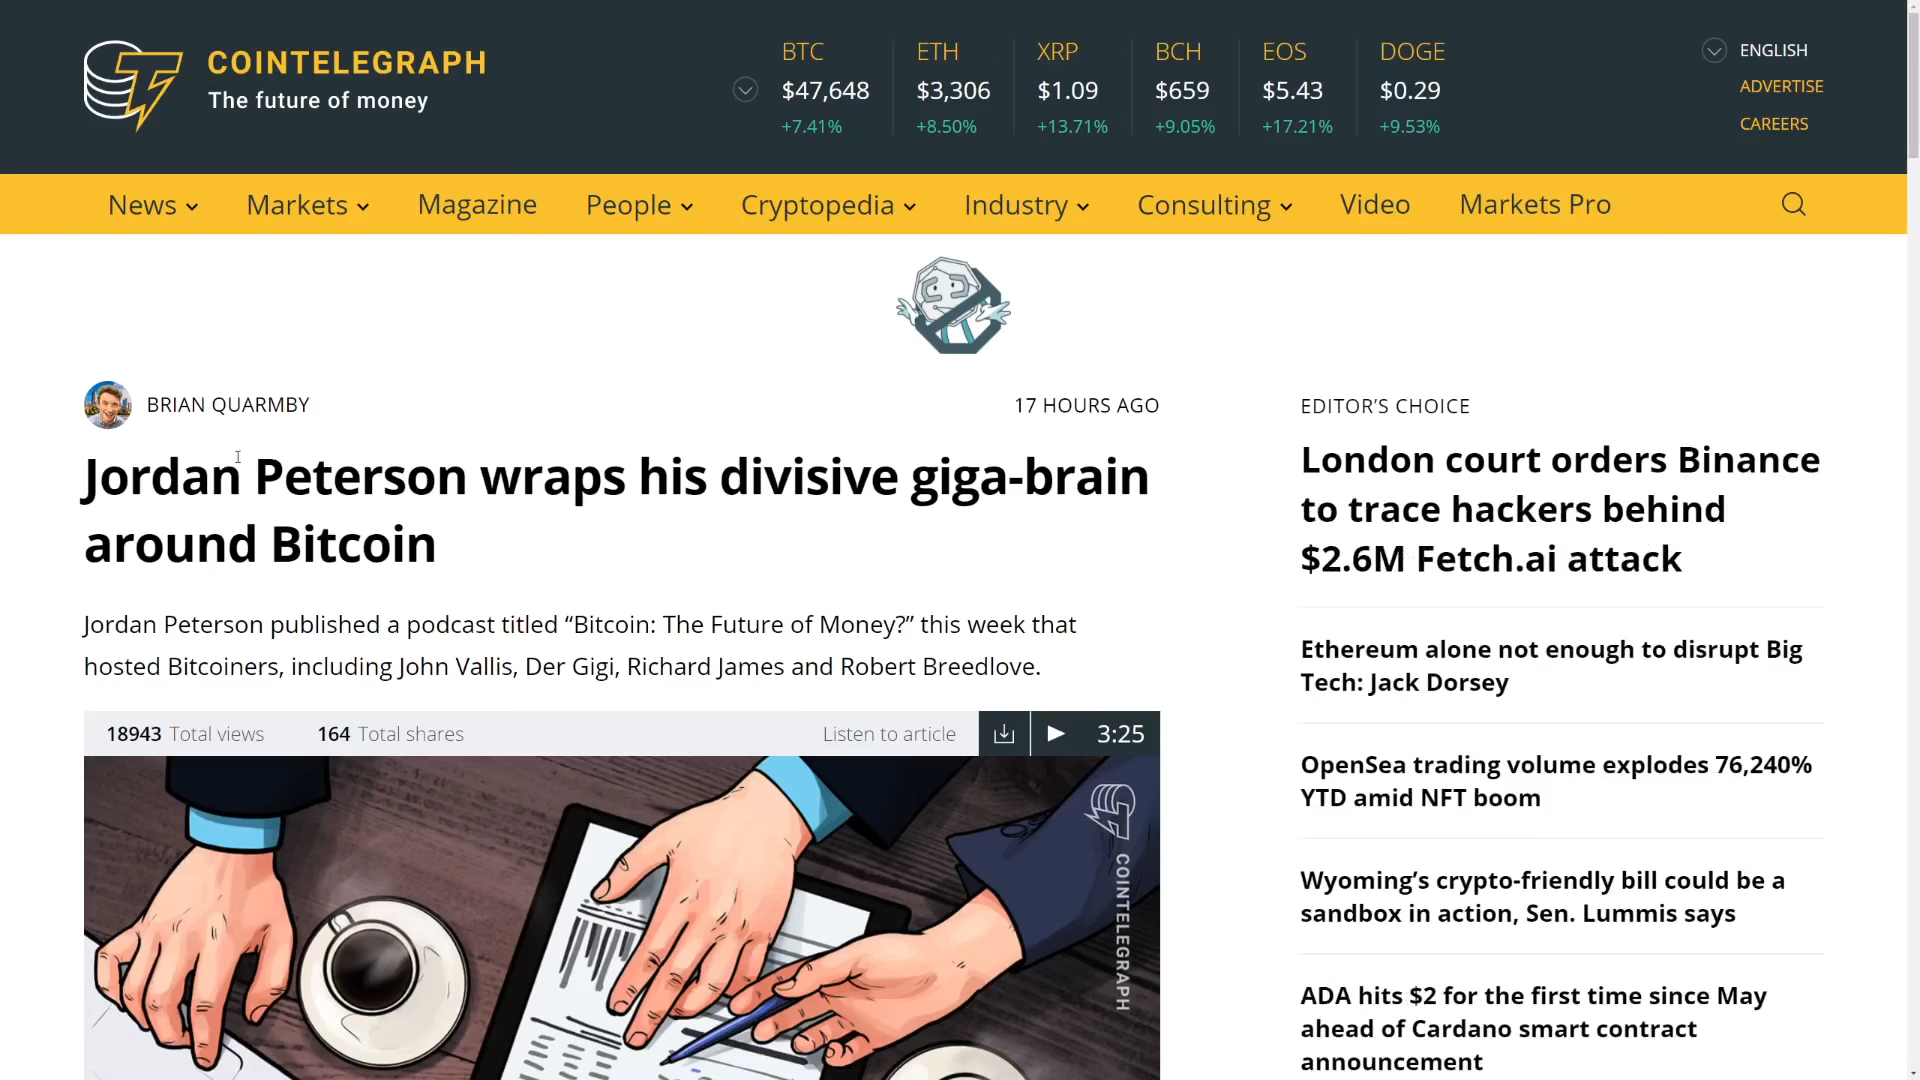 COINTELEGRAPH
The future of money
BTC
$47,648
+7.41%
ETH
$3,306
+8.50%
XRP
$1.09
+13.71%
BCH
$659
+9.05%
EOS
$5.43
+17.21%
DOGE
$0.29
+9.53%
ENGLISH
ADVERTISE
CAREERS
News
Markets
Magazine
People
Cryptopedia
Industry
Consulting
Video
Markets Pro
BRIAN QUARMBY
17 HOURS AGO
Jordan Peterson wraps his divisive giga-brain
around Bitcoin
Jordan Peterson published a podcast titled “Bitcoin: The Future of Money?” this week that
hosted Bitcoiners, including John Vallis, Der Gigi, Richard James and Robert Breedlove.
18943 Total views
164 Total shares
Listen to article
3:25
COINTELEGRAPH
EDITOR’S CHOICE
London court orders Binance
to trace hackers behind
$2.6M Fetch.ai attack
Ethereum alone not enough to disrupt Big
Tech: Jack Dorsey
OpenSea trading volume explodes 76,240%
YTD amid NFT boom
Wyoming’s crypto-friendly bill could be a
sandbox in action, Sen. Lummis says
ADA hits $2 for the first time since May
ahead of Cardano smart contract
announcement